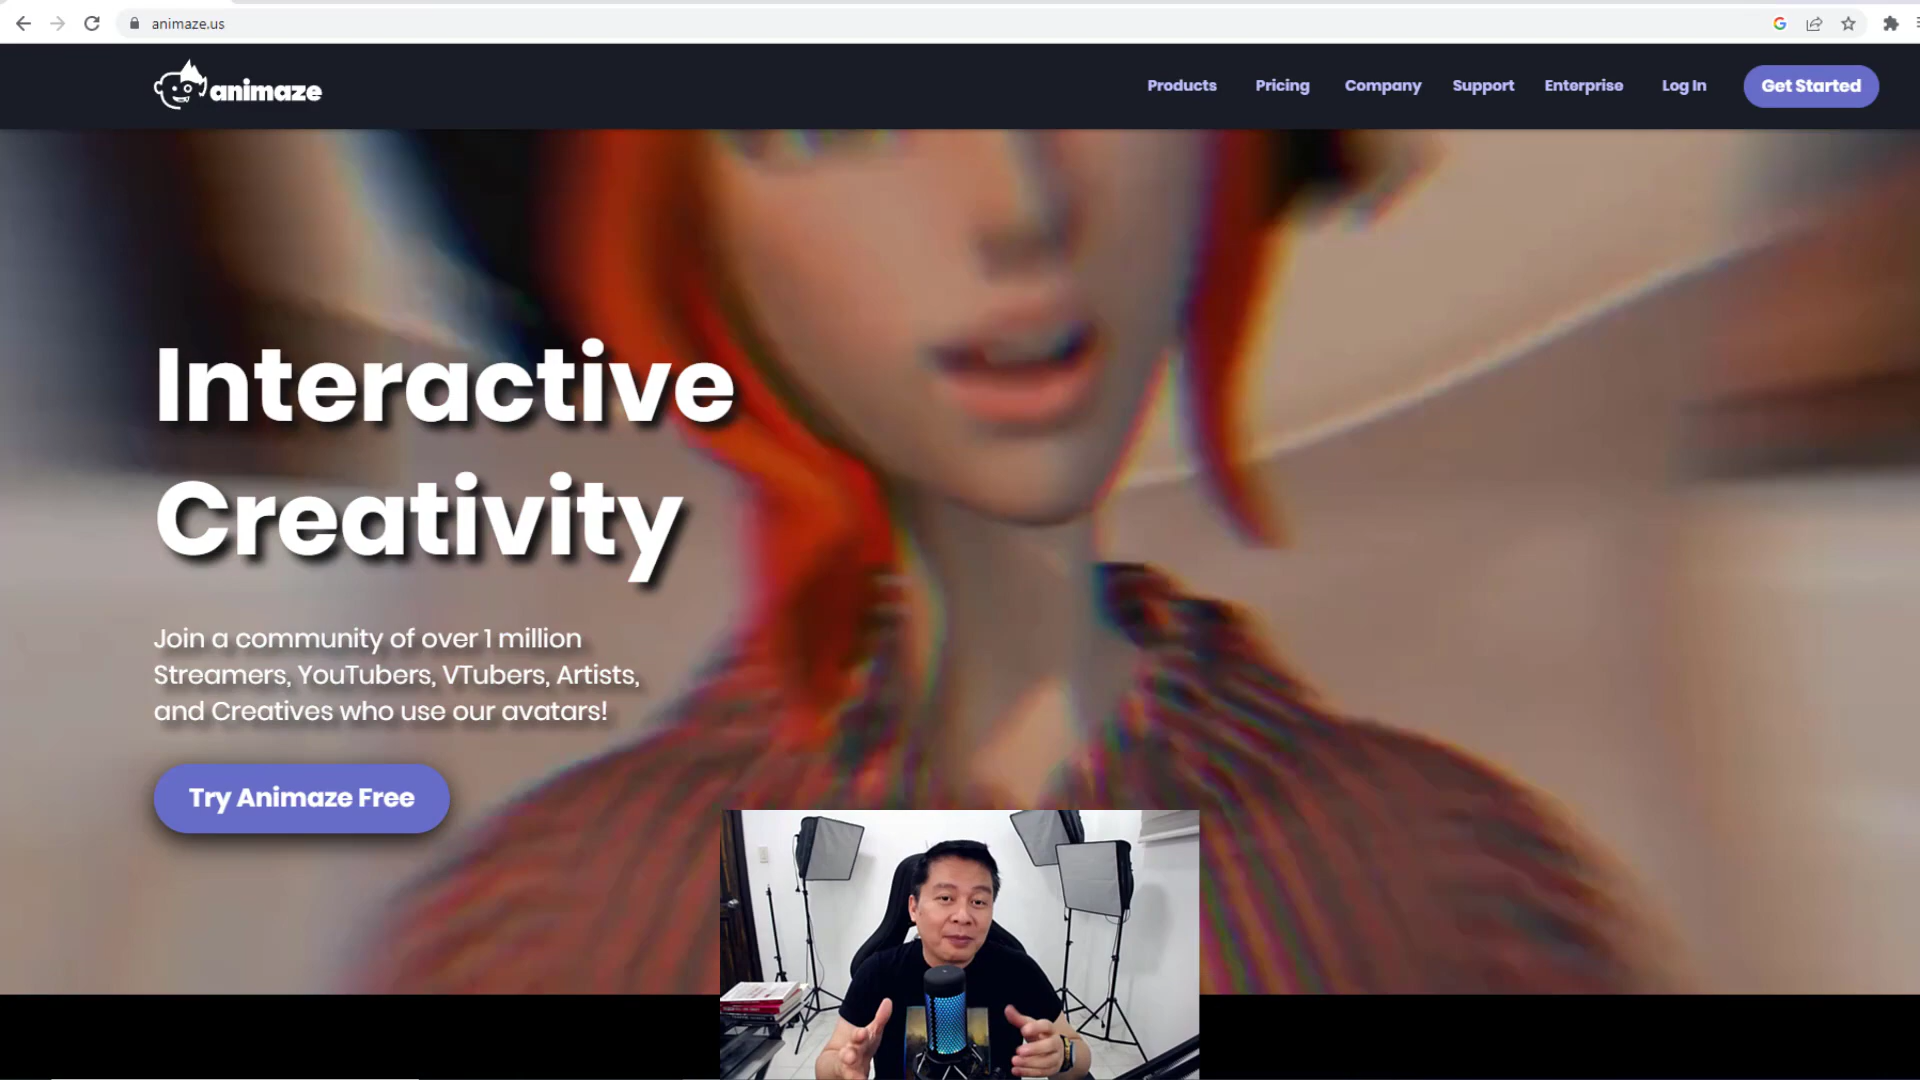 animaze.us
animaze
Products
Pricing
Company
Support
Enterprise
Log In
Get Started
Interactive
Creativity
Join a community of over 1 million
Streamers, YouTubers, VTubers, Artists,
and Creatives who use our avatars!
Try Animaze Free